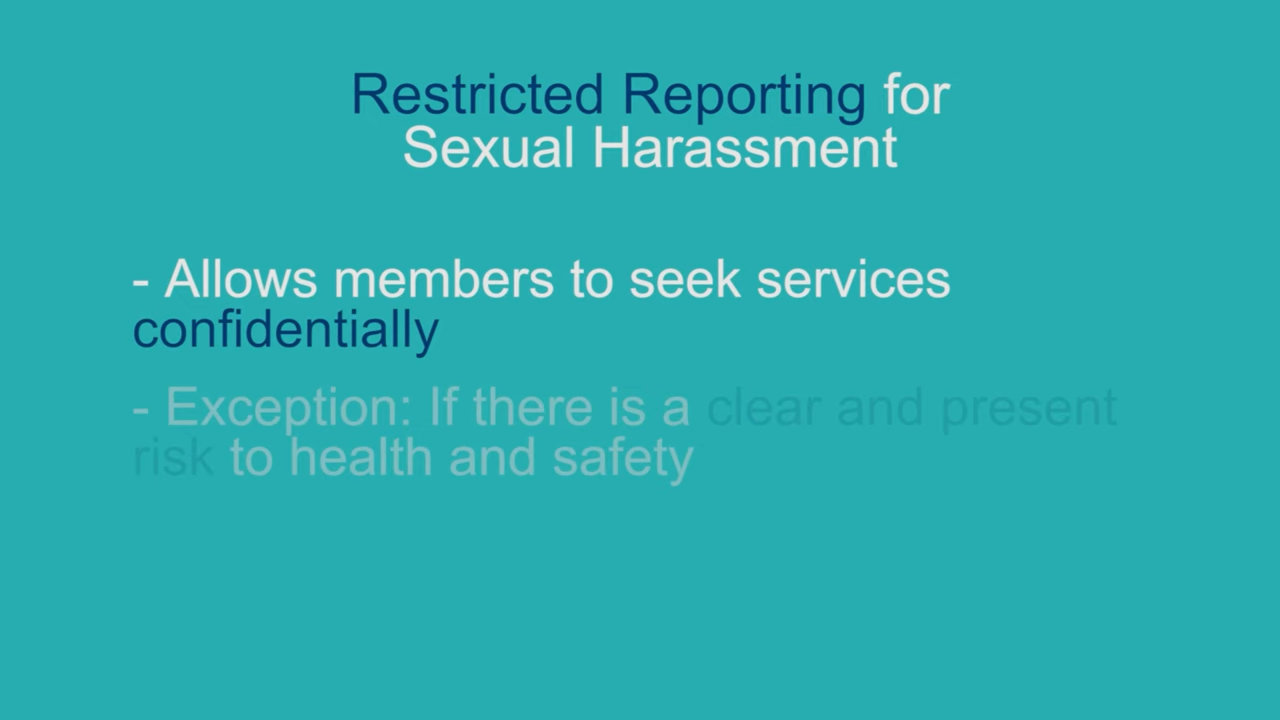 Restricted Reporting for
Sexual Harassment
- Allows members to seek services
confidentially
- Exception: If there is a clear and present
risk to health and safety